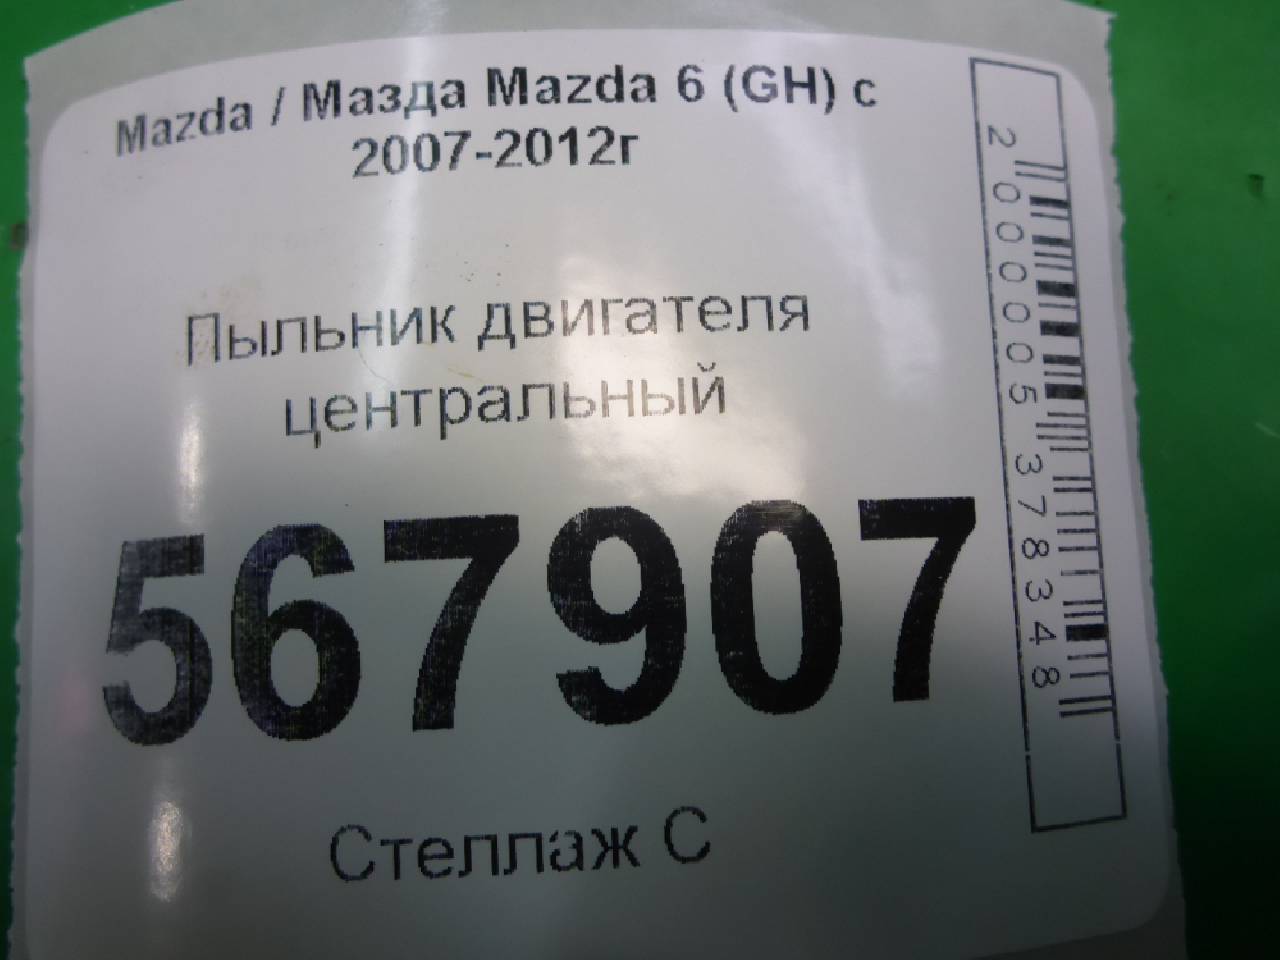 Mazda / Мазда Mazda 6 (GH) с
2007-2012г
Пыльник двигателя
центральный
567907
Стеллаж С
2000005378348